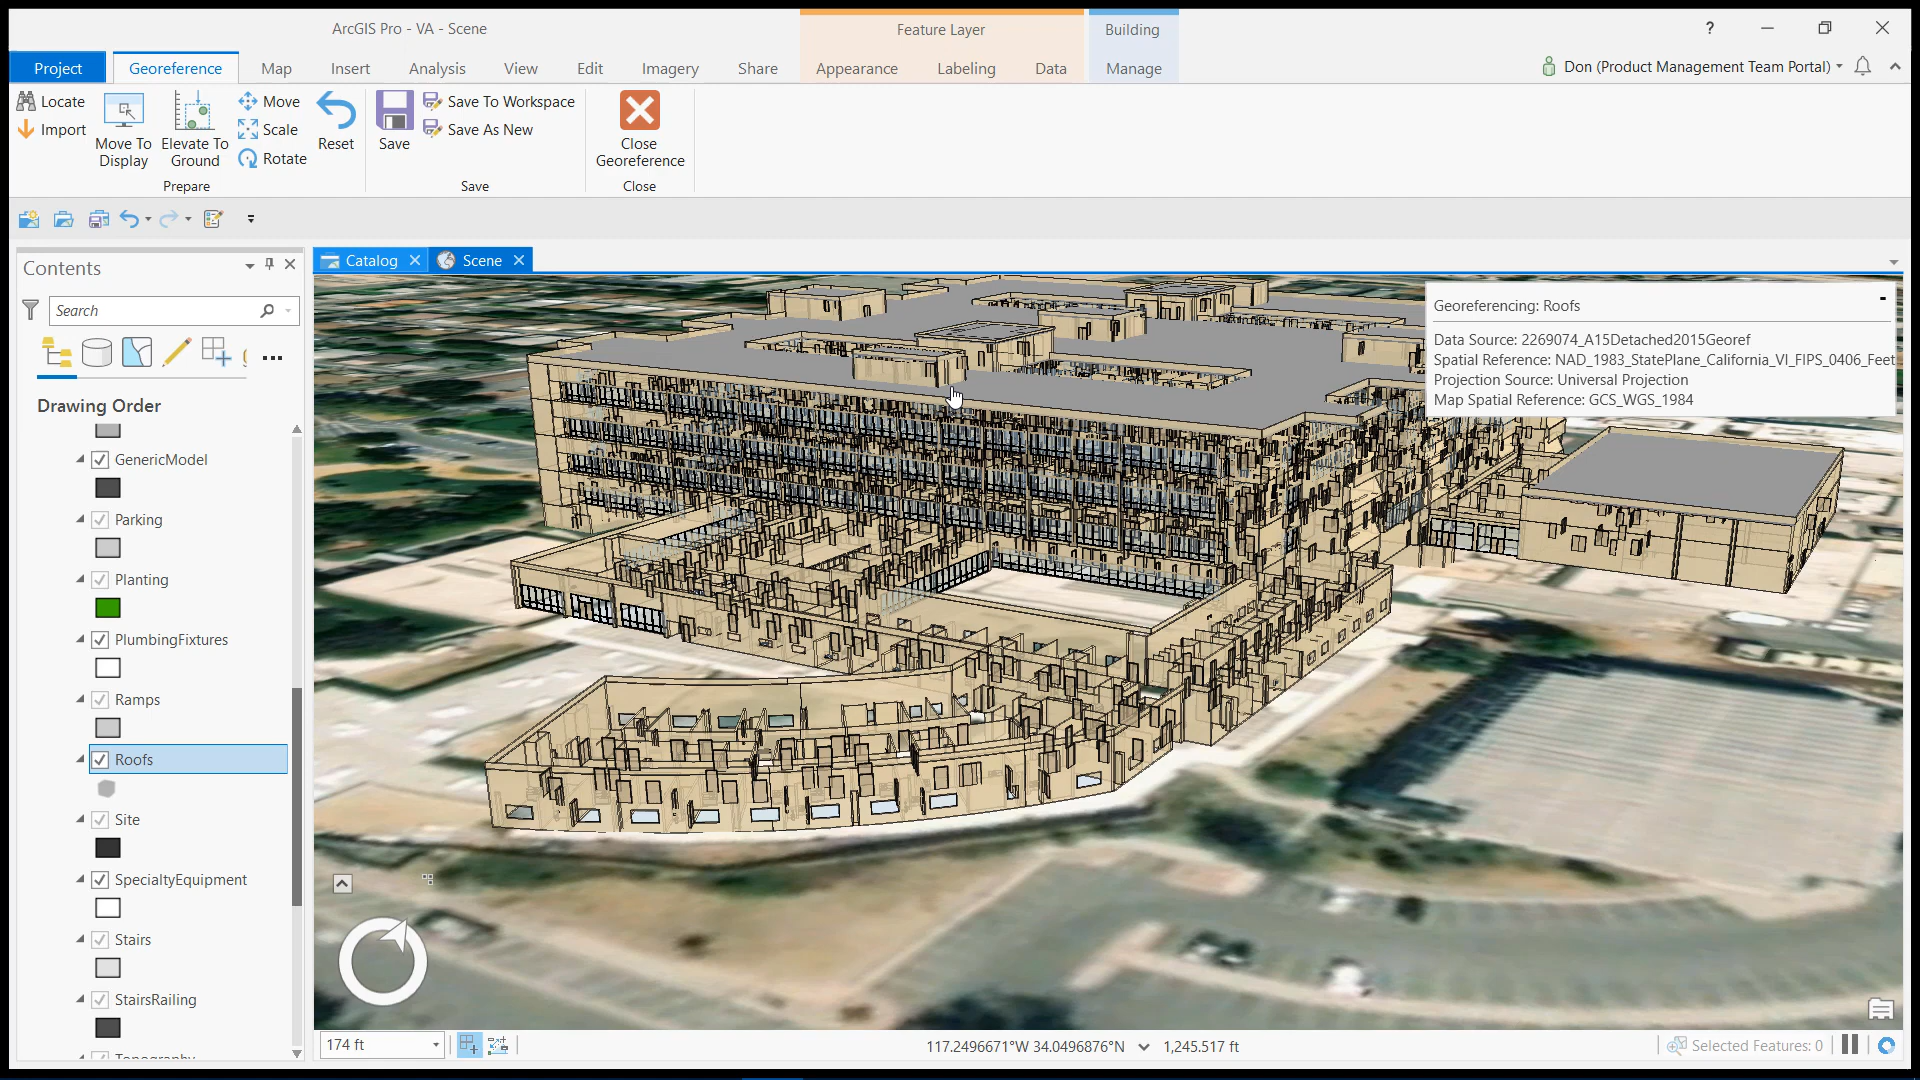 ArcGIS Pro - VA - Scene
Feature Layer
Building
?
Project
Georeference
Map
Insert
Analysis
View
Edit
Imagery
Share
Appearance
Labeling
Data
Manage
Don (Product Management Team Portal)
Locate
Import
Move To
Display
Elevate To
Ground
Move
Scale
Rotate
Reset
Prepare
Save
Save To Workspace
Save As New
Save
Close
Georeference
Close
Contents
Search
Drawing Order
GenericModel
Parking
Planting
PlumbingFixtures
Ramps
Roofs
Site
SpecialtyEquipment
Stairs
StairsRailing
Topography
Catalog
Scene
Georeferencing: Roofs
Data Source: 2269074_A15Detached2015Georef
Spatial Reference: NAD_1983_StatePlane_California_VI_FIPS_0406_Feet
Projection Source: Universal Projection
Map Spatial Reference: GCS_WGS_1984
174 ft
117.2496671°W 34.0496876°N
1,245.517 ft
Selected Features: 0